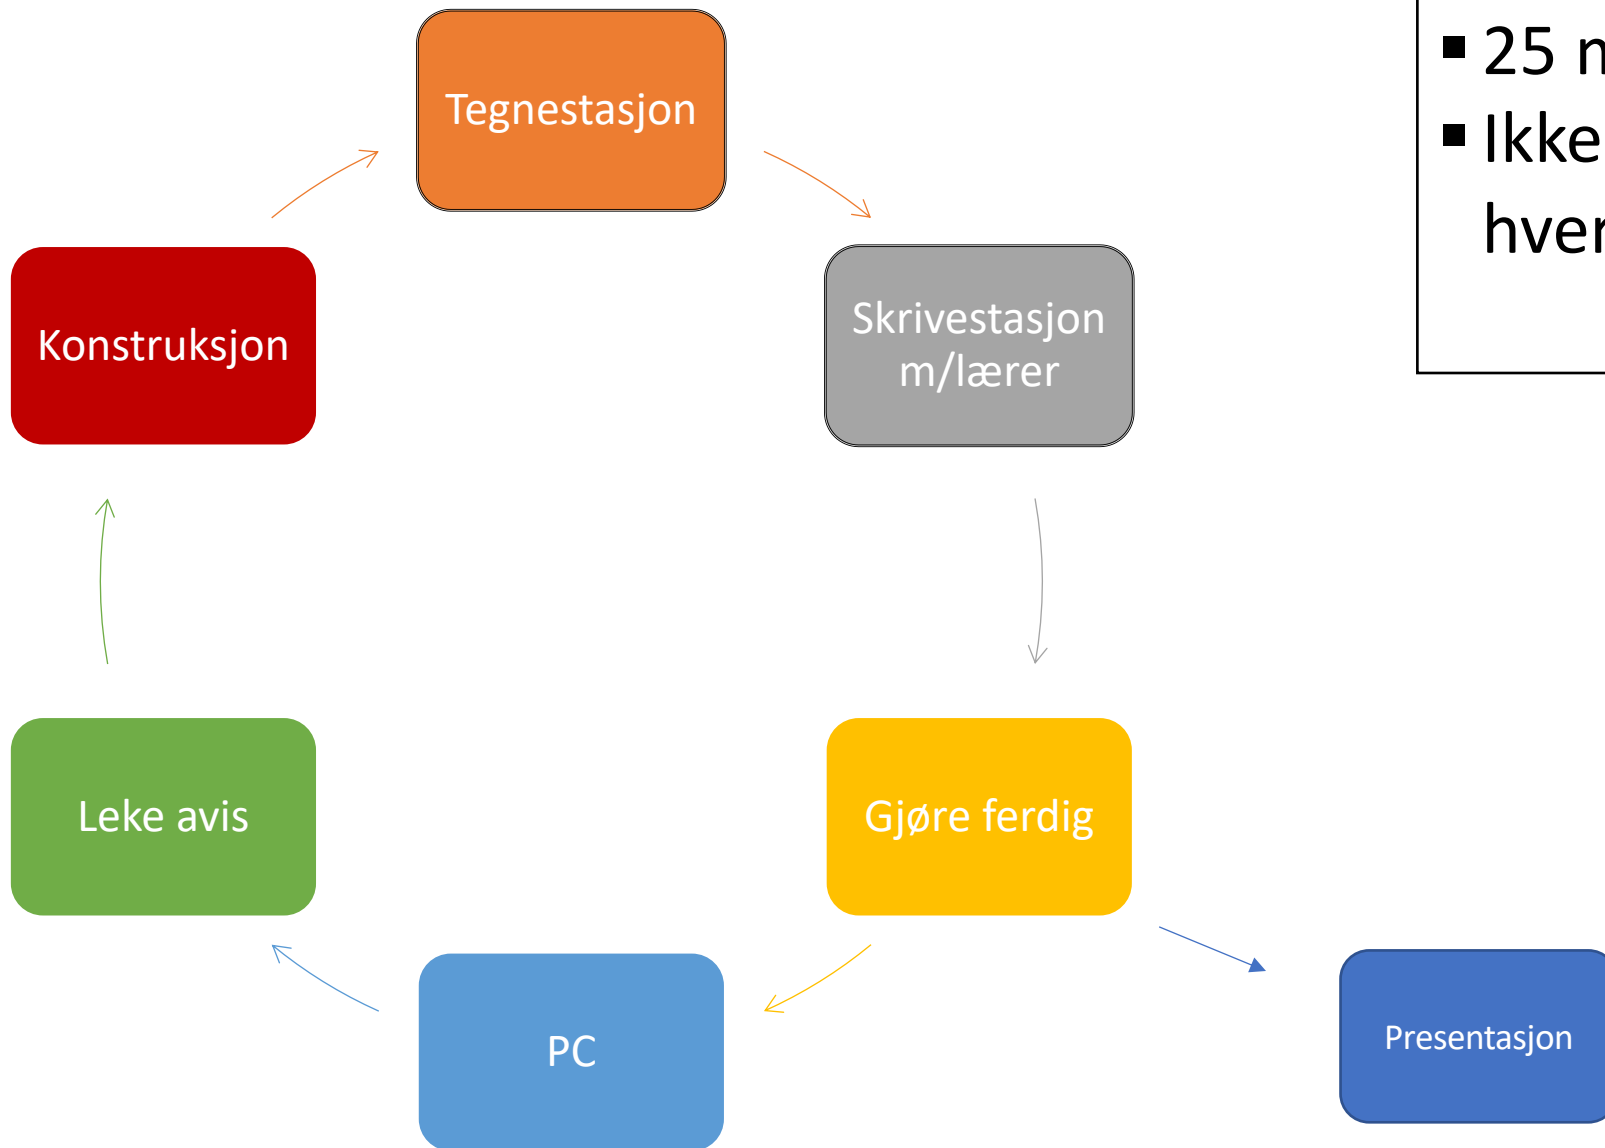 Tegnestasjon
▪ 25
▪ Ikke
Konstruksjon
Skrivestasjon
m/lærer
Leke avis
Gjøre ferdig
PC
Presentasjon